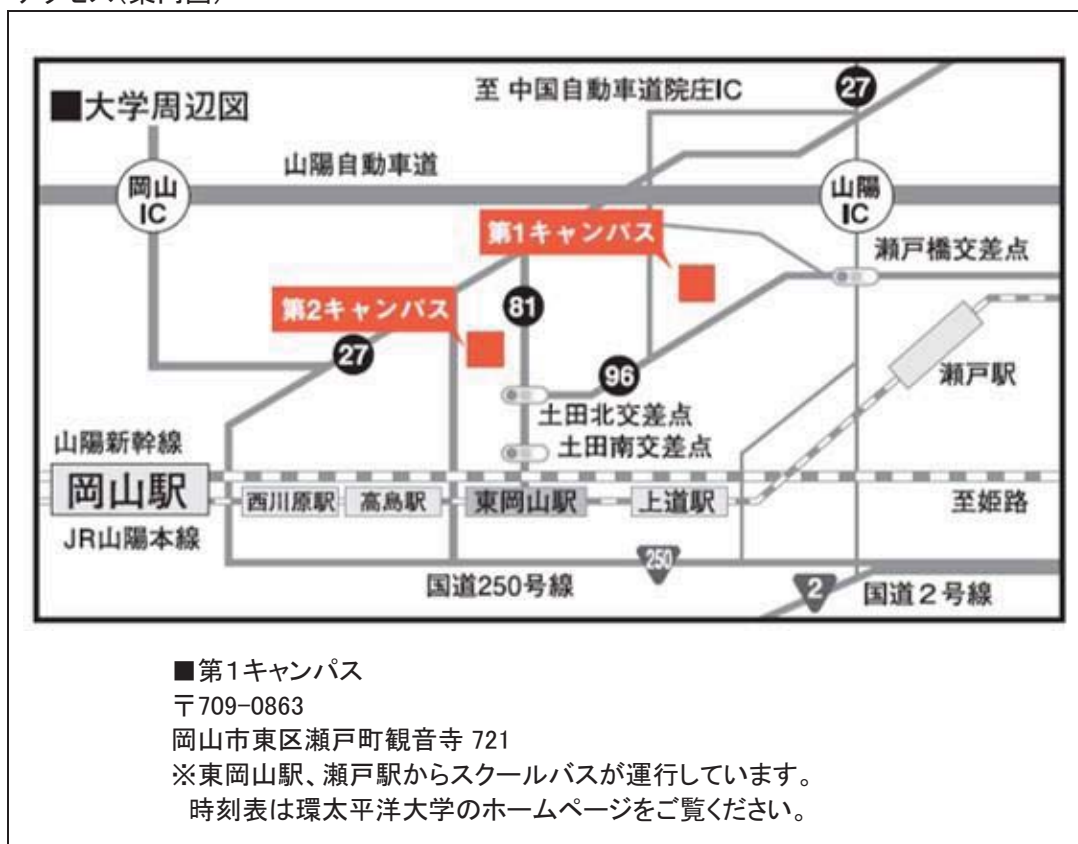 ■大学周辺図
至 中国自動車道院庄IC
27
山陽自動車道
岡山
IC
山陽
IC
第1キャンパス
瀬戸橋交差点
第2キャンパス
81
27
96
瀬戸駅
土田北交差点
土田南交差点
山陽新幹線
岡山駅
西川原駅
高島駅
東岡山駅
上道駅
至姫路
JR山陽本線
250
国道250号線
2
国道2号線
■第1キャンパス
〒709-0863
岡山市東区瀬戸町観音寺 721
※東岡山駅、瀬戸駅からスクールバスが運行しています。
時刻表は環太平洋大学のホームページをご覧ください。